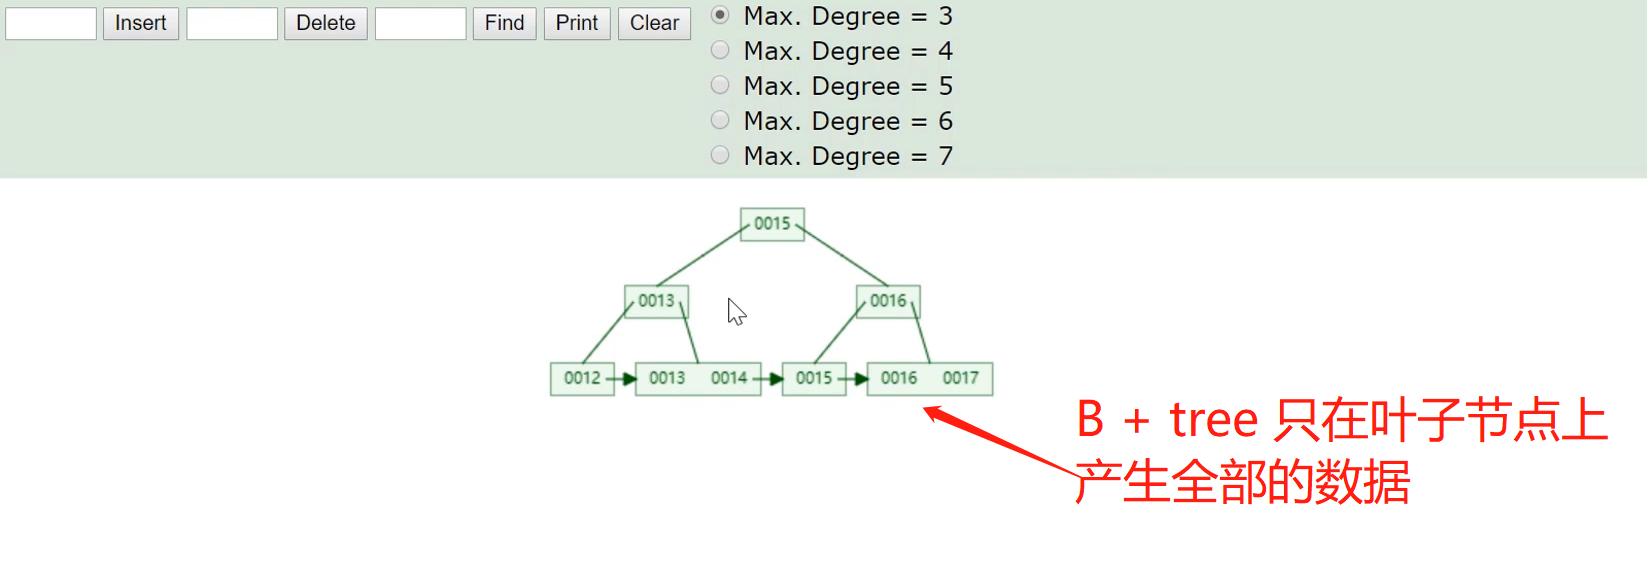 Insert Delete Find Print Clear
Max. Degree = 3
Max. Degree = 4
Max. Degree = 5
Max. Degree = 6
Max. Degree = 7
0015
0013 0016
0012 0013 0014 0015 0016 0017
B + tree 只在叶子节点上
产生全部的数据